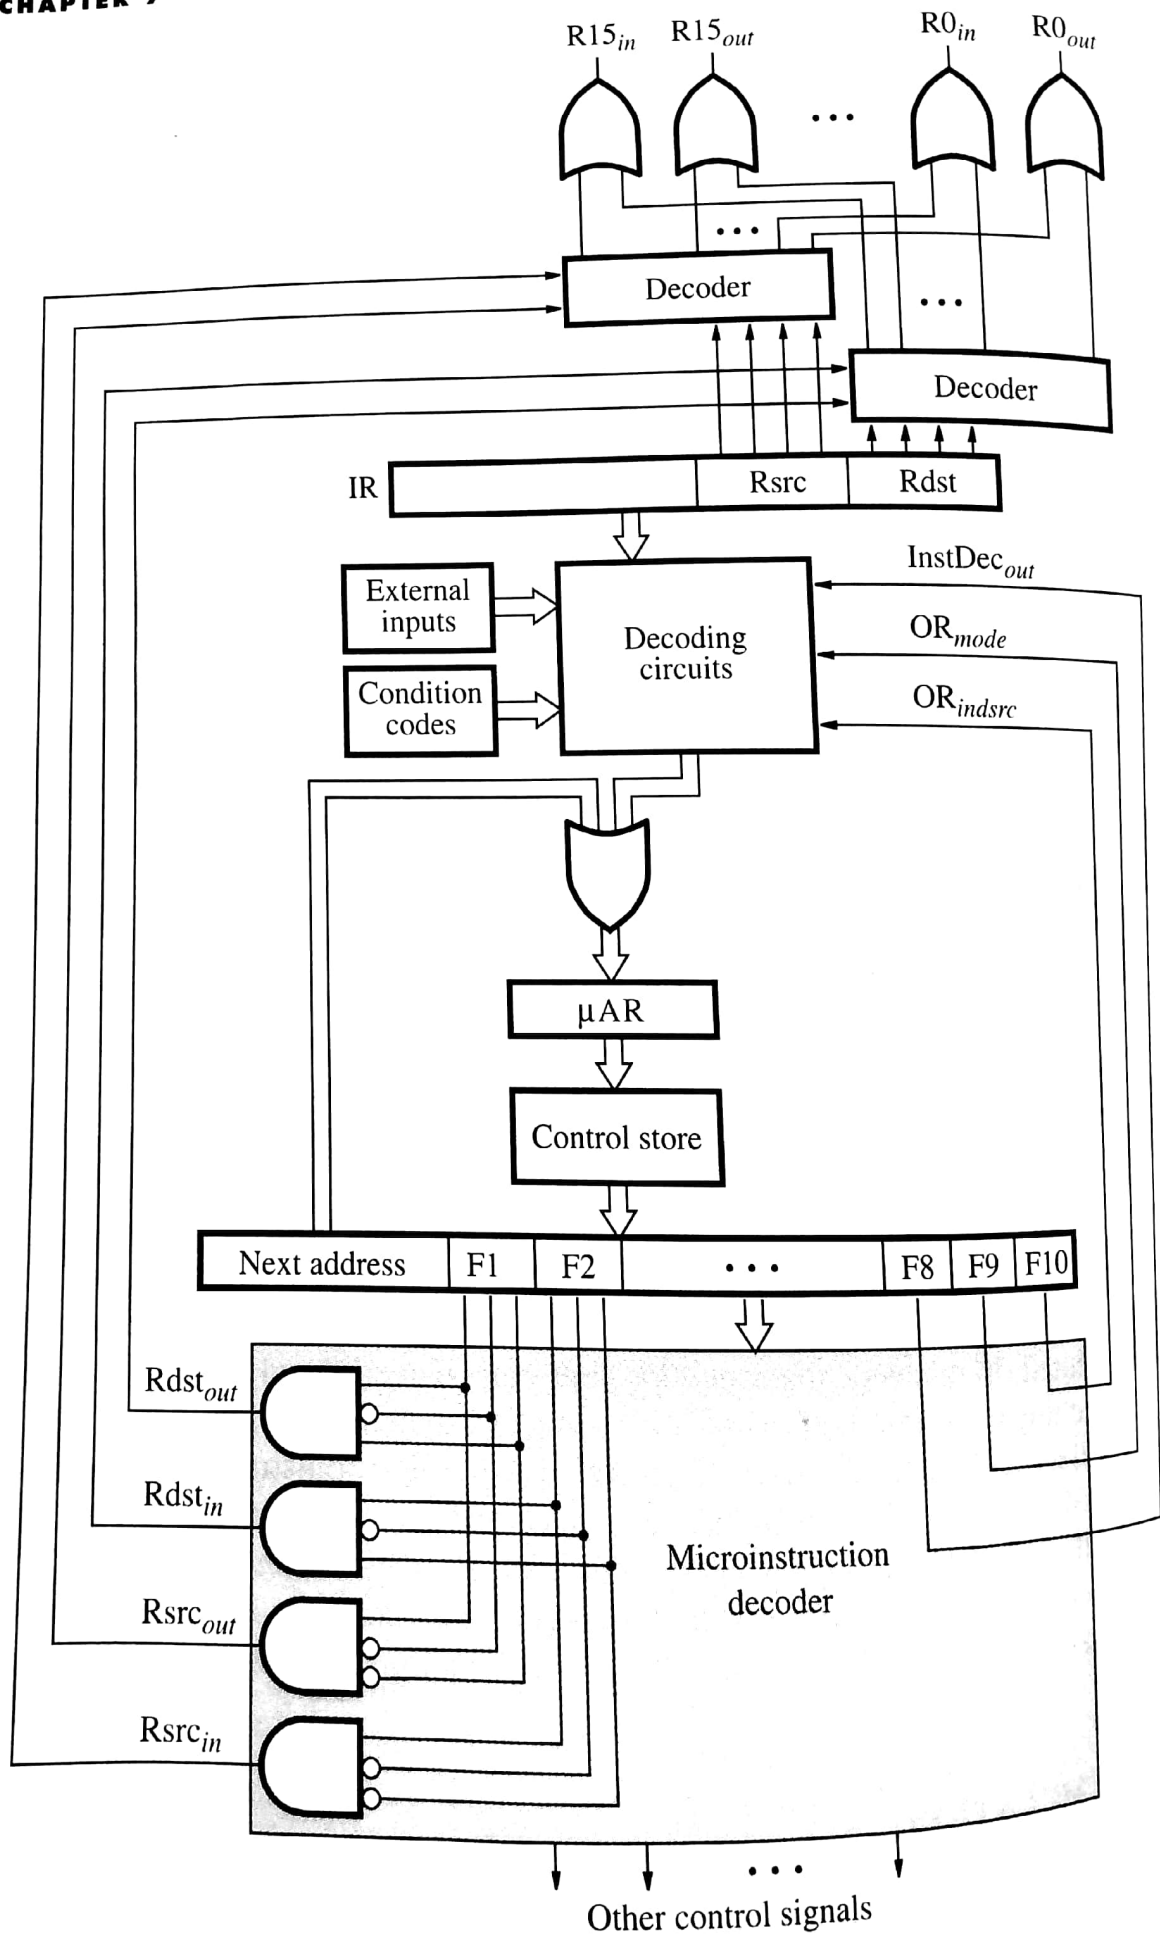 CHAPTER 7
R15in R15out R0in R0out
Decoder
Decoder
IR
Rsrc
Rdst
InstDecout
External
inputs
Decoding
circuits
ORmode
Condition
codes
ORindsrc
μAR
Control store
Next address F1 F2 F8 F9 F10
Rdstout
Rdstin
Microinstruction
decoder
Rsrcout
Rsrcin
Other control signals